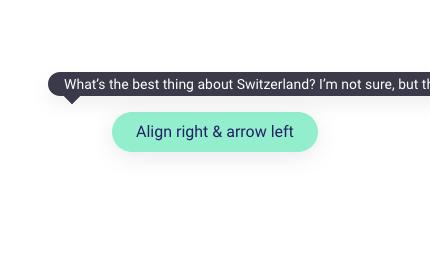 What’s the best thing about Switzerland? I’m not sure, but th
Align right & arrow left